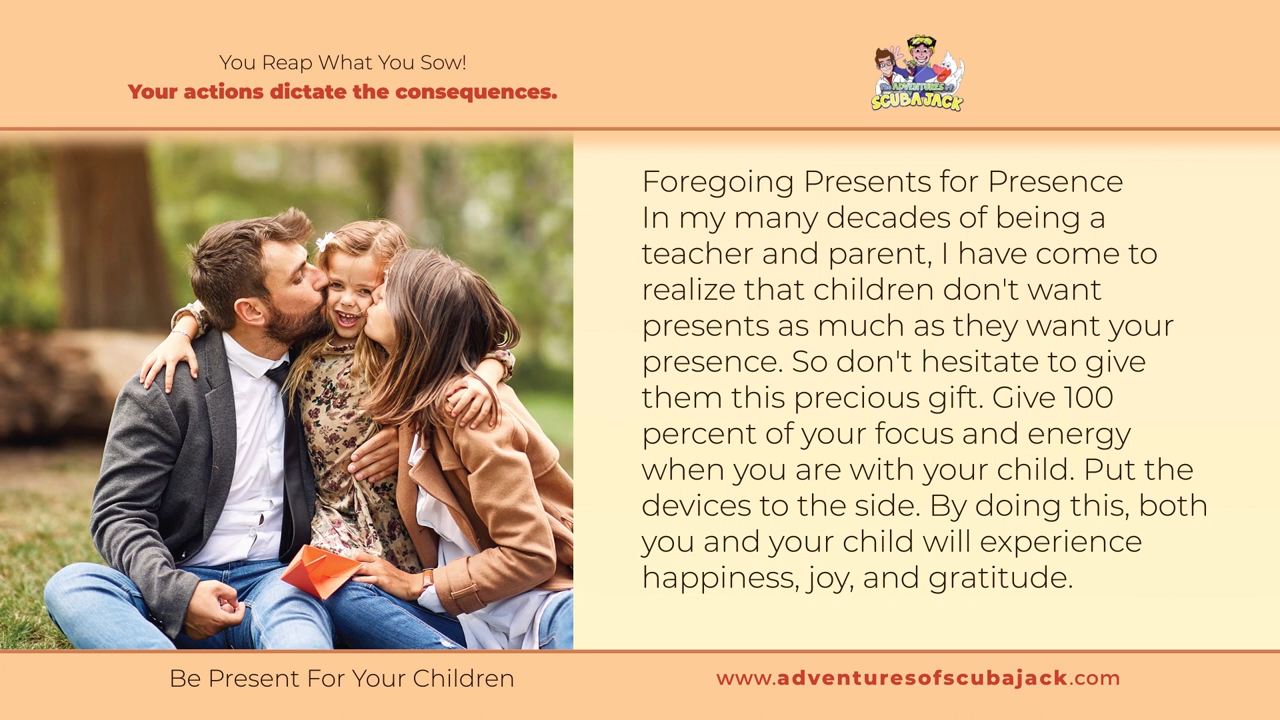 You Reap What You Sow!
Your actions dictate the consequences.
THE ADVENTURES OF
SCUBAJACK
Foregoing Presents for Presence
In my many decades of being a
teacher and parent, I have come to
realize that children don't want
presents as much as they want your
presence. So don't hesitate to give
them this precious gift. Give 100
percent of your focus and energy
when you are with your child. Put the
devices to the side. By doing this, both
you and your child will experience
happiness, joy, and gratitude.
Be Present For Your Children
www.adventuresofscubajack.com